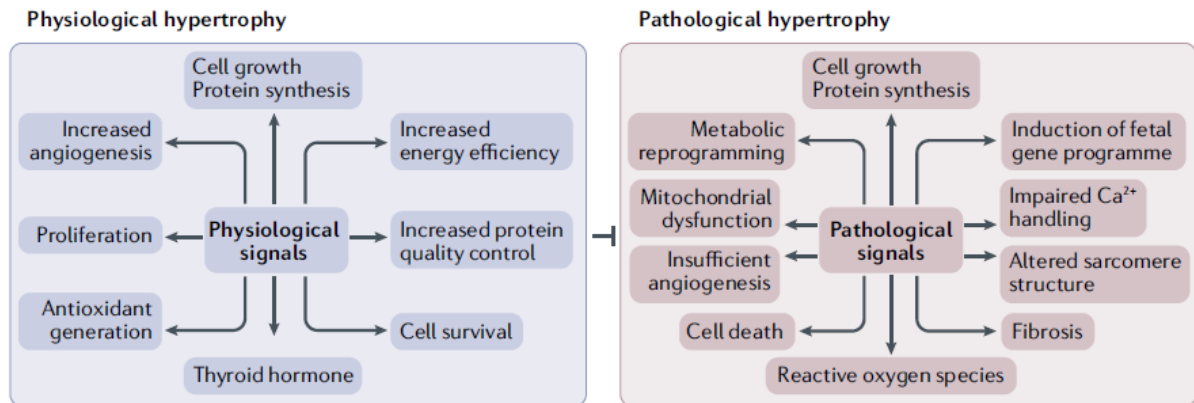 Physiological hypertrophy
Cell growth
Protein synthesis
Increased
angiogenesis
Increased
energy efficiency
Proliferation
Physiological
signals
Increased protein
quality control
Antioxidant
generation
Cell survival
Thyroid hormone
Pathological hypertrophy
Cell growth
Protein synthesis
Metabolic
reprogramming
Induction of fetal
gene programme
Mitochondrial
dysfunction
Impaired Ca²⁺
handling
Pathological
signals
Insufficient
angiogenesis
Altered sarcomere
structure
Cell death
Fibrosis
Reactive oxygen species